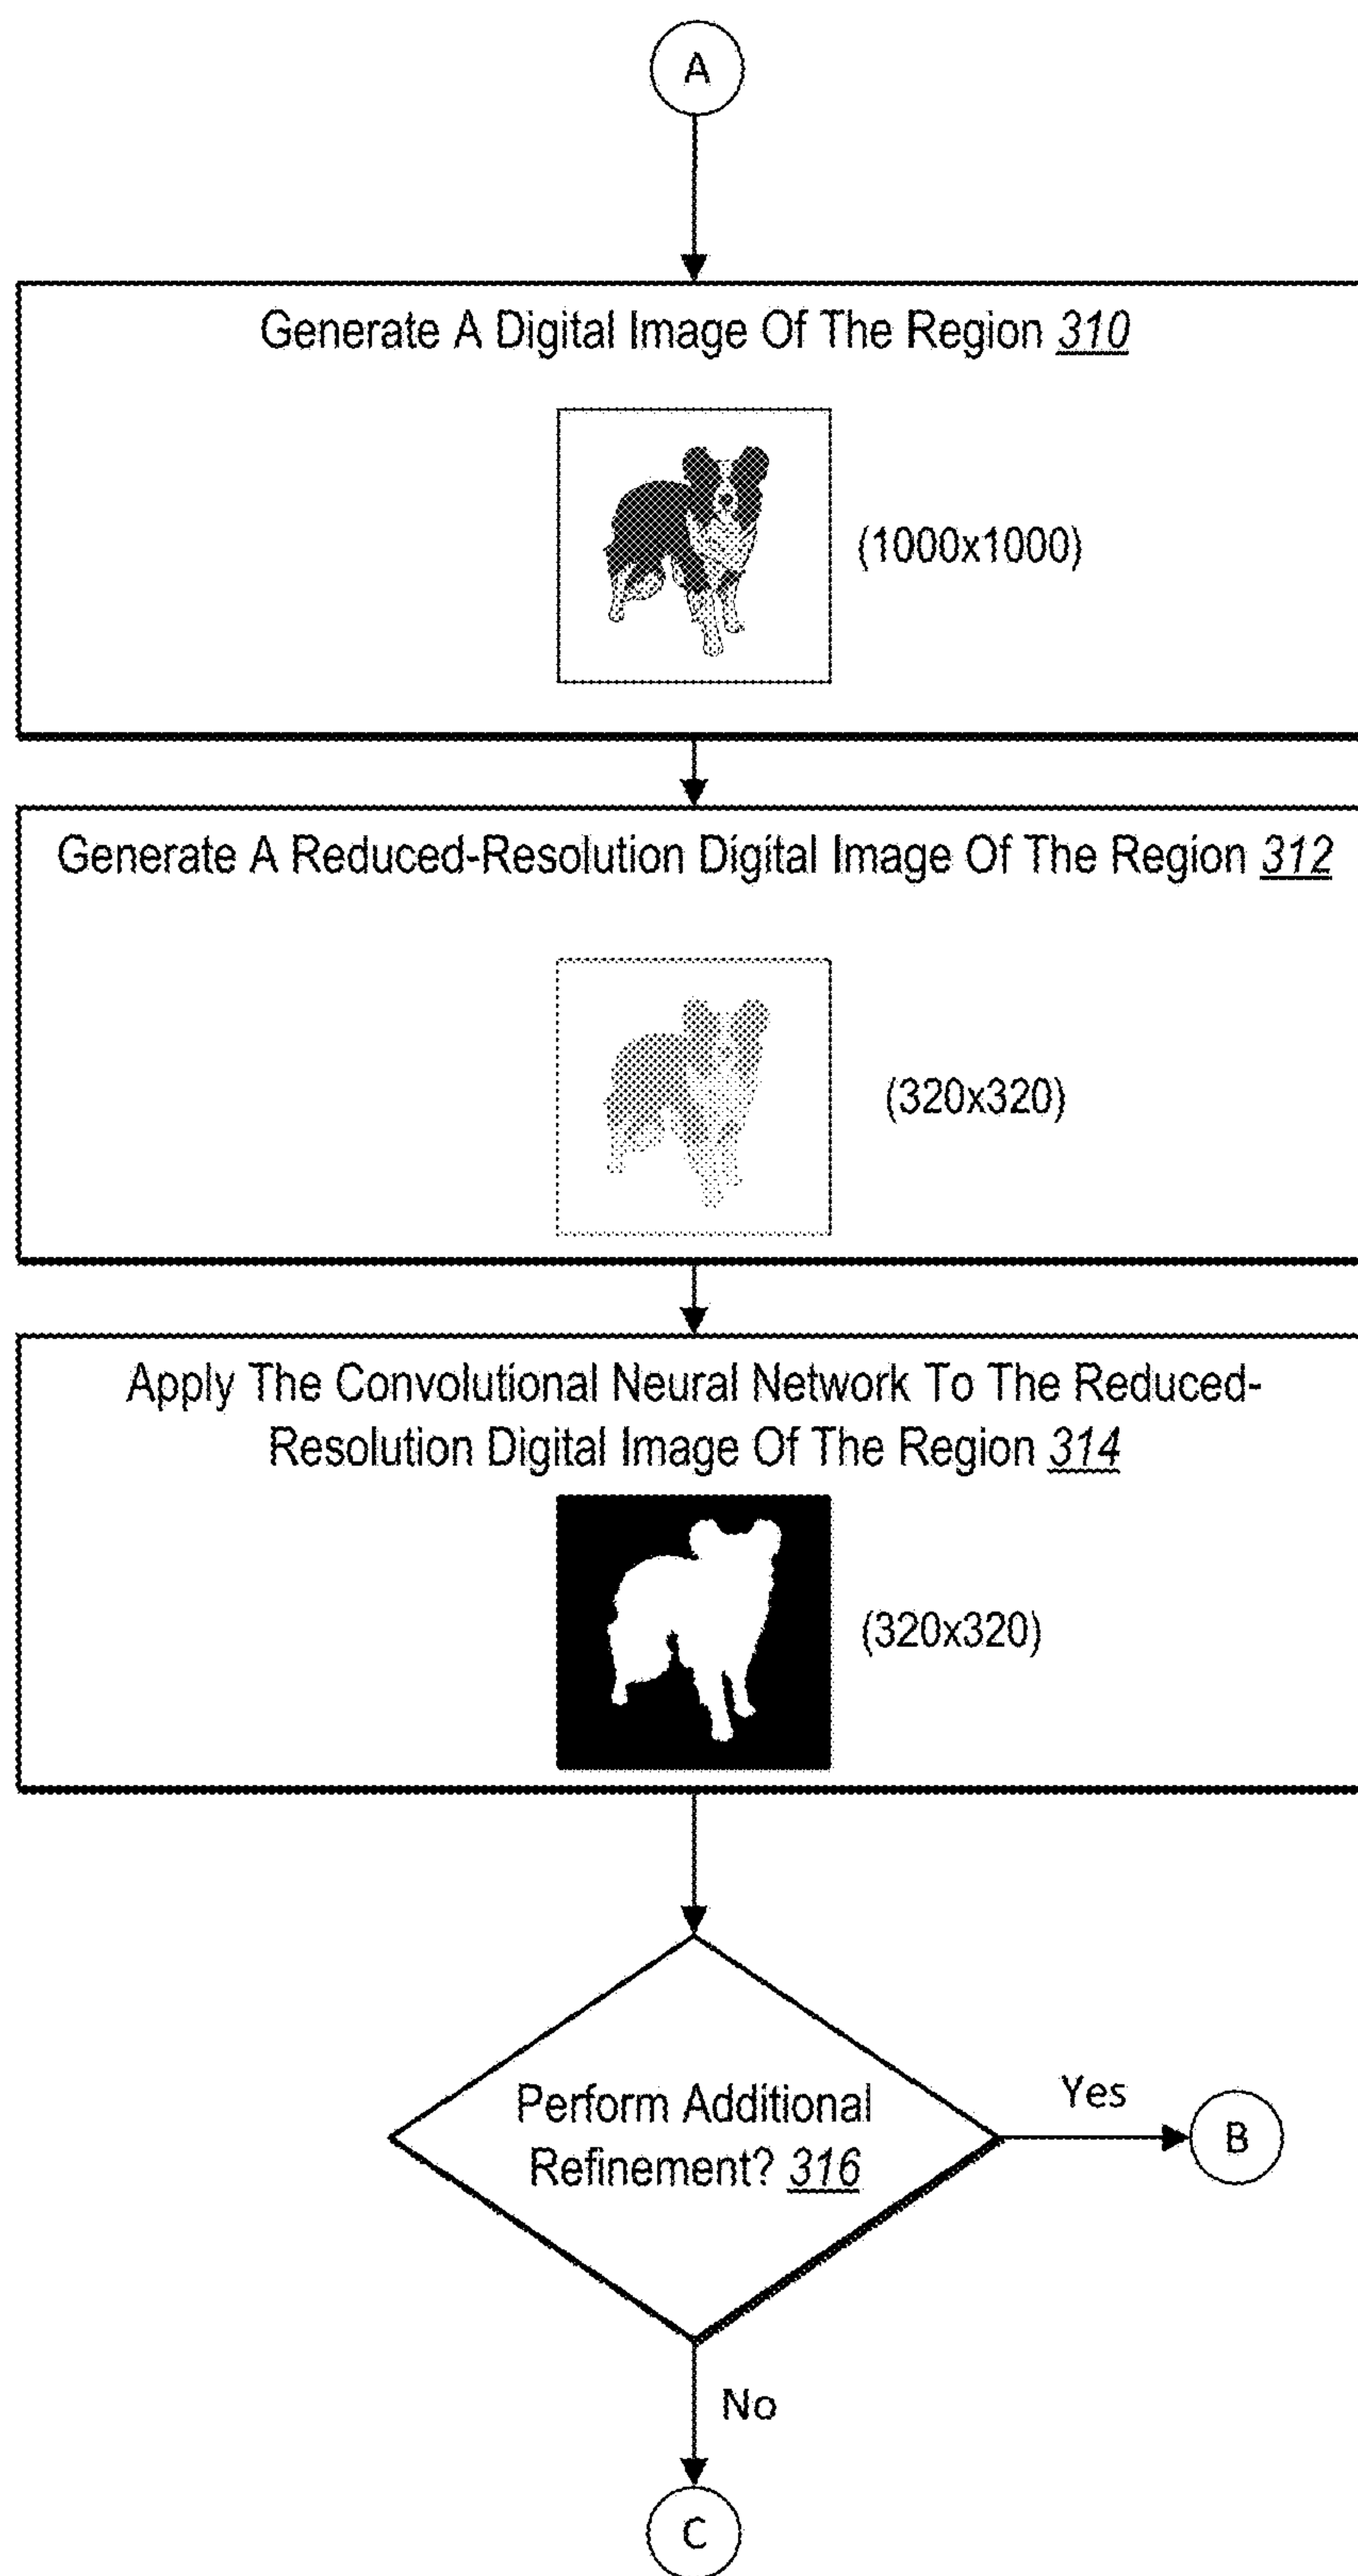 A
Generate A Digital Image Of The Region 310
(1000x1000)
Generate A Reduced-Resolution Digital Image Of The Region 312
(320x320)
Apply The Convolutional Neural Network To The Reduced-
Resolution Digital Image Of The Region 314
(320x320)
Perform Additional
Refinement? 316
Yes
B
No
C